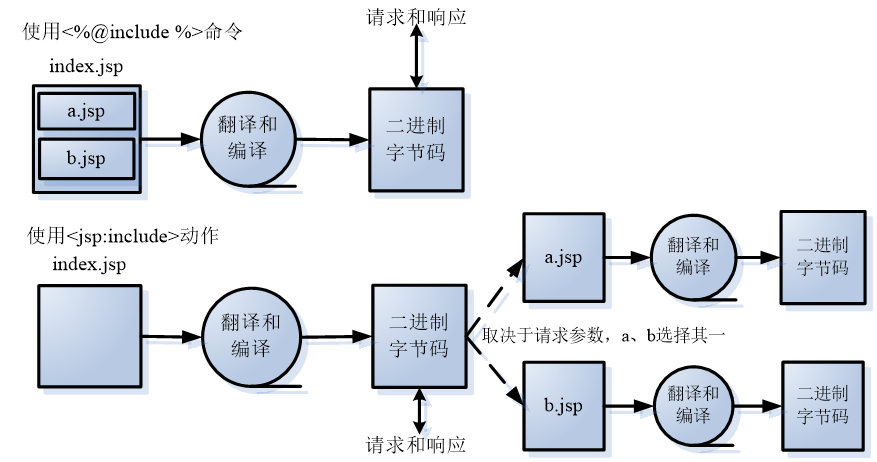 使用<%@include %>命令
请求和响应
index.jsp
a.jsp
b.jsp
翻译和
编译
二进制
字节码
使用<jsp:include>动作
index.jsp
翻译和
编译
二进制
字节码
请求和响应
取决于请求参数，a、b选择其一
a.jsp
翻译和
编译
二进制
字节码
b.jsp
翻译和
编译
二进制
字节码